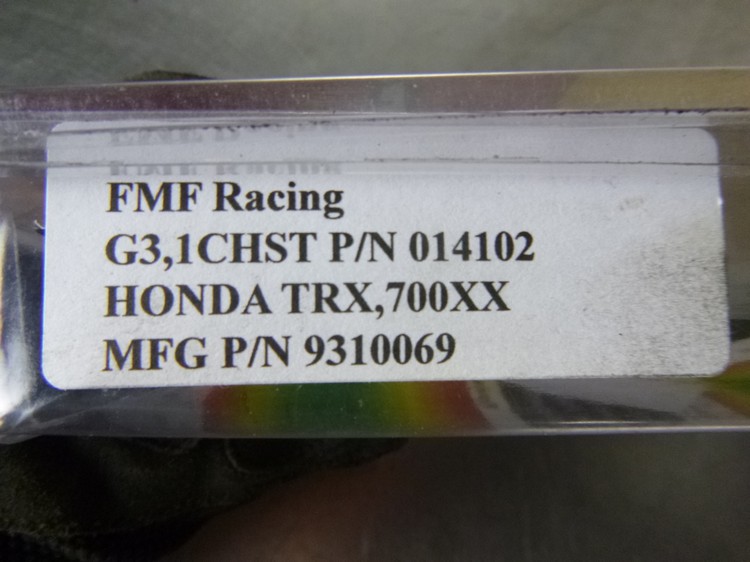 FMF Racing
G3,1CHST P/N 014102
HONDA TRX,700XX
MFG P/N 9310069